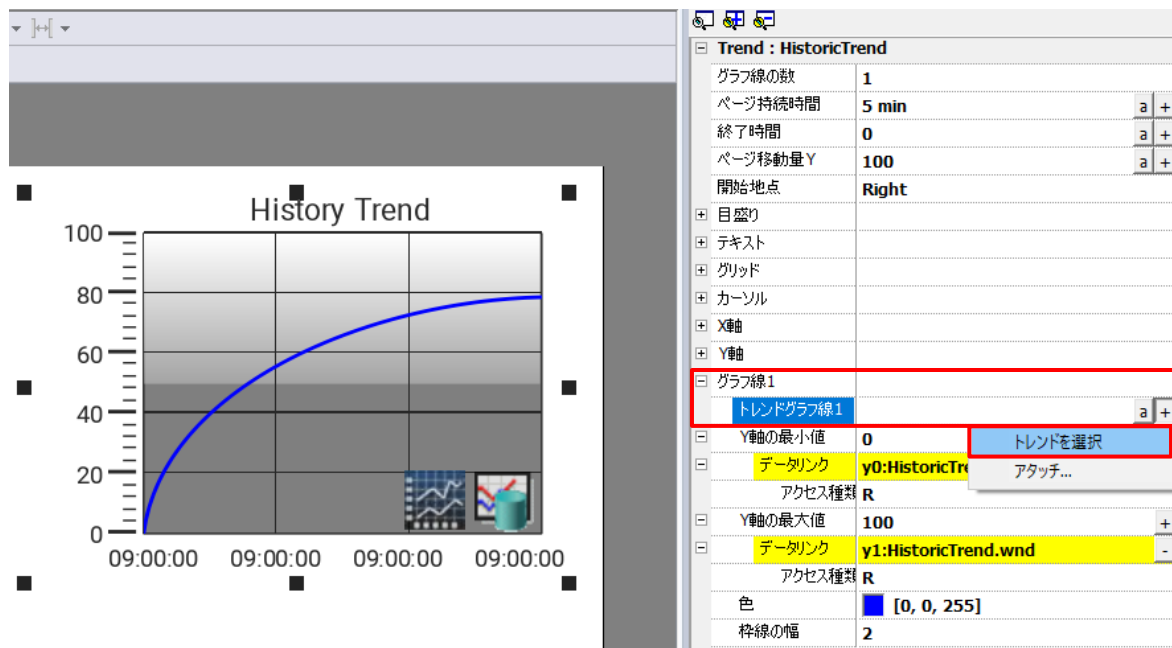 Trend : HistoricTrend
グラフ線の数 1
ページ持続時間 5 min a +
終了時間 0 a +
ページ移動量Y 100 a +
開始地点 Right
目盛り
テキスト
グリッド
カーソル
X軸
Y軸
グラフ線1
トレンドグラフ線1 a +
Y軸の最小値 0
トレンドを選択
データリンク y0:HistoricTre
アタッチ...
アクセス種類 R
Y軸の最大値 100 +
データリンク y1:HistoricTrend.wnd -
アクセス種類 R
色 [0, 0, 255]
枠線の幅 2
History Trend
100
80
60
40
20
0
09:00:00 09:00:00 09:00:00 09:00:00